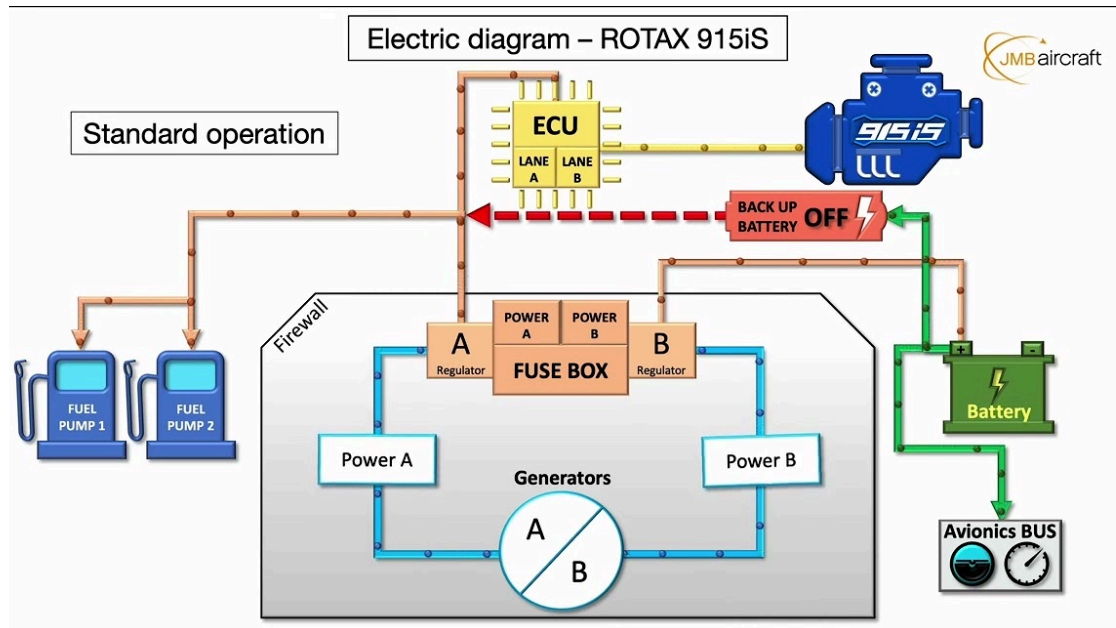 Electric diagram – ROTAX 915iS
JMBaircraft
Standard operation
ECU
LANE
A
LANE
B
915iS
BACK UP
BATTERY
OFF
Firewall
POWER
A
POWER
B
A
Regulator
FUSE BOX
B
Regulator
+
-
Battery
FUEL
PUMP 1
FUEL
PUMP 2
Power A
Power B
Generators
A
B
Avionics BUS